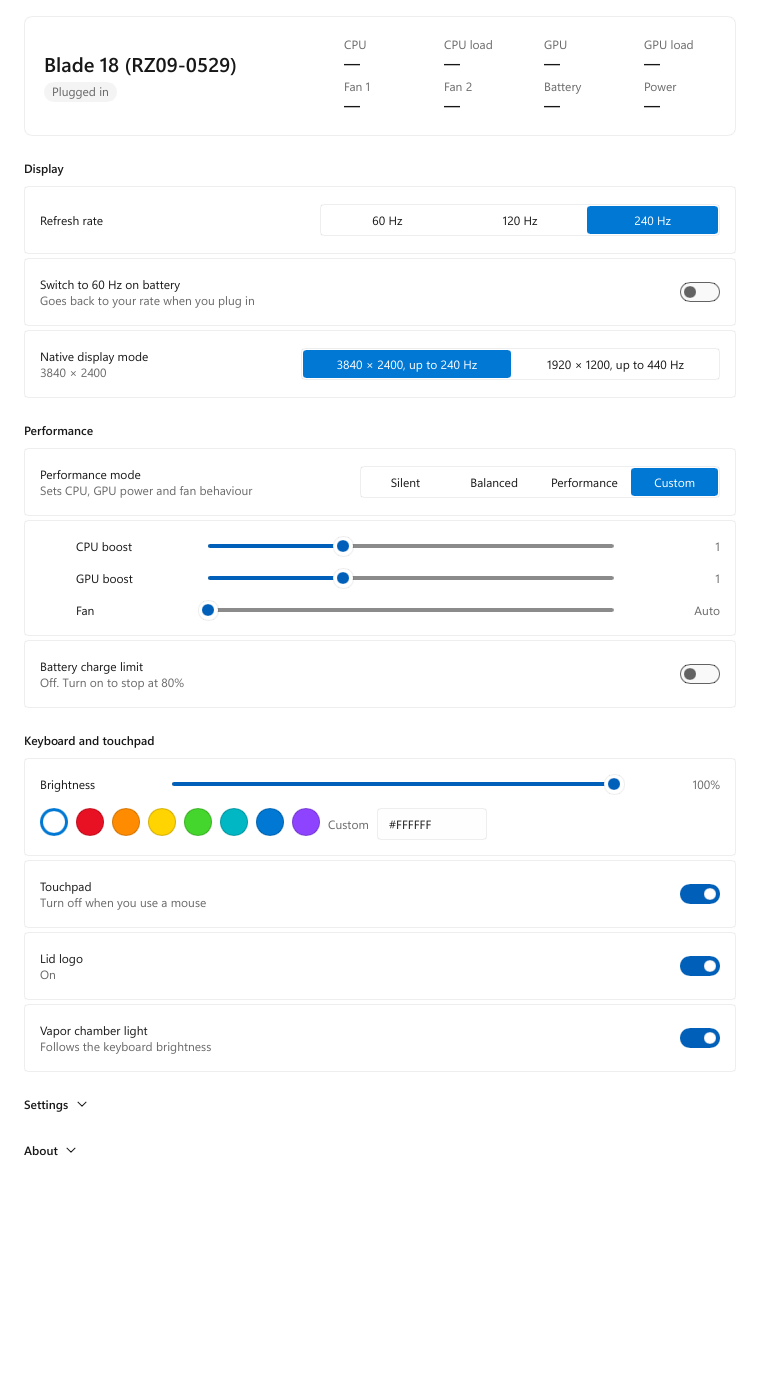 Blade 18 (RZ09-0529)
Plugged in
CPU
CPU load
GPU
GPU load
—
—
—
—
Fan 1
Fan 2
Battery
Power
—
—
—
—
Display
Refresh rate
60 Hz
120 Hz
240 Hz
Switch to 60 Hz on battery
Goes back to your rate when you plug in
Native display mode
3840 × 2400
3840 × 2400, up to 240 Hz
1920 × 1200, up to 440 Hz
Performance
Performance mode
Sets CPU, GPU power and fan behaviour
Silent
Balanced
Performance
Custom
CPU boost
1
GPU boost
1
Fan
Auto
Battery charge limit
Off. Turn on to stop at 80%
Keyboard and touchpad
Brightness
100%
Custom
#FFFFFF
Touchpad
Turn off when you use a mouse
Lid logo
On
Vapor chamber light
Follows the keyboard brightness
Settings
About